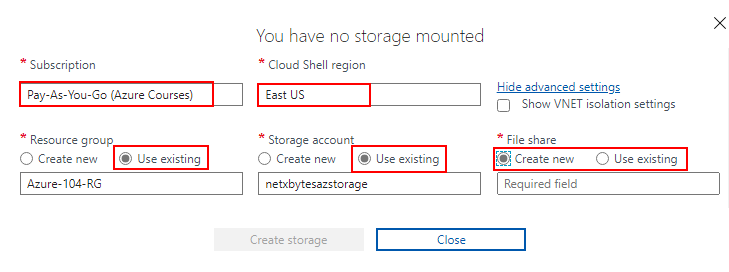 You have no storage mounted
* Subscription
Pay-As-You-Go (Azure Courses)
* Cloud Shell region
East US
Hide advanced settings
Show VNET isolation settings
* Resource group
Create new Use existing
Azure-104-RG
* Storage account
Create new Use existing
netxbytesazstorage
* File share
Create new Use existing
Required field
Create storage
Close